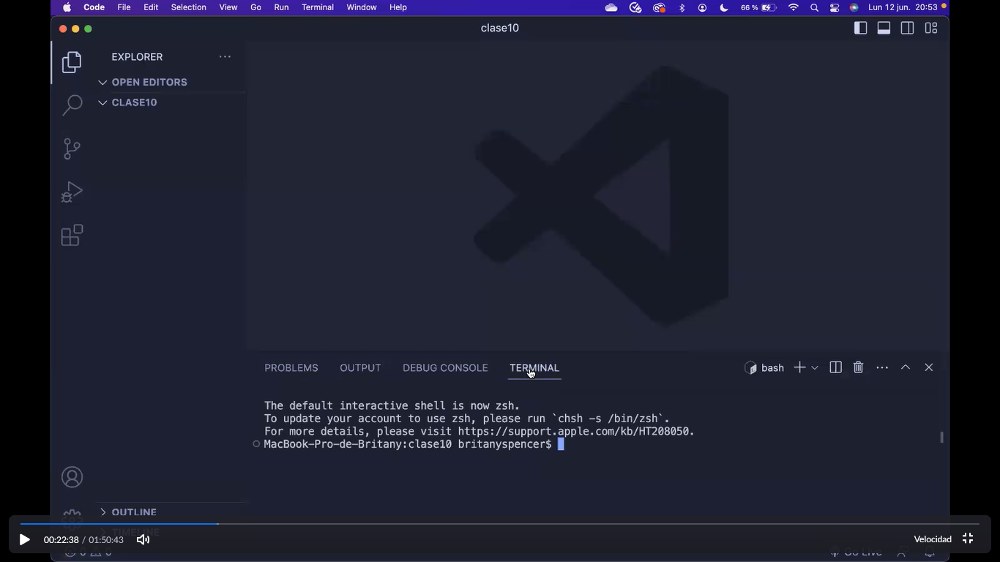 Code File Edit Selection View Go Run Terminal Window Help 66 % Lun 12 jun. 20:53
clase10
EXPLORER
OPEN EDITORS
CLASE10
PROBLEMS OUTPUT DEBUG CONSOLE TERMINAL bash
The default interactive shell is now zsh.
To update your account to use zsh, please run `chsh -s /bin/zsh`.
For more details, please visit https://support.apple.com/kb/HT208050.
MacBook-Pro-de-Britany:clase10 britanyspencer$
OUTLINE
TIMELINE
00:22:38 / 01:50:43 Velocidad
0 0 Go Live